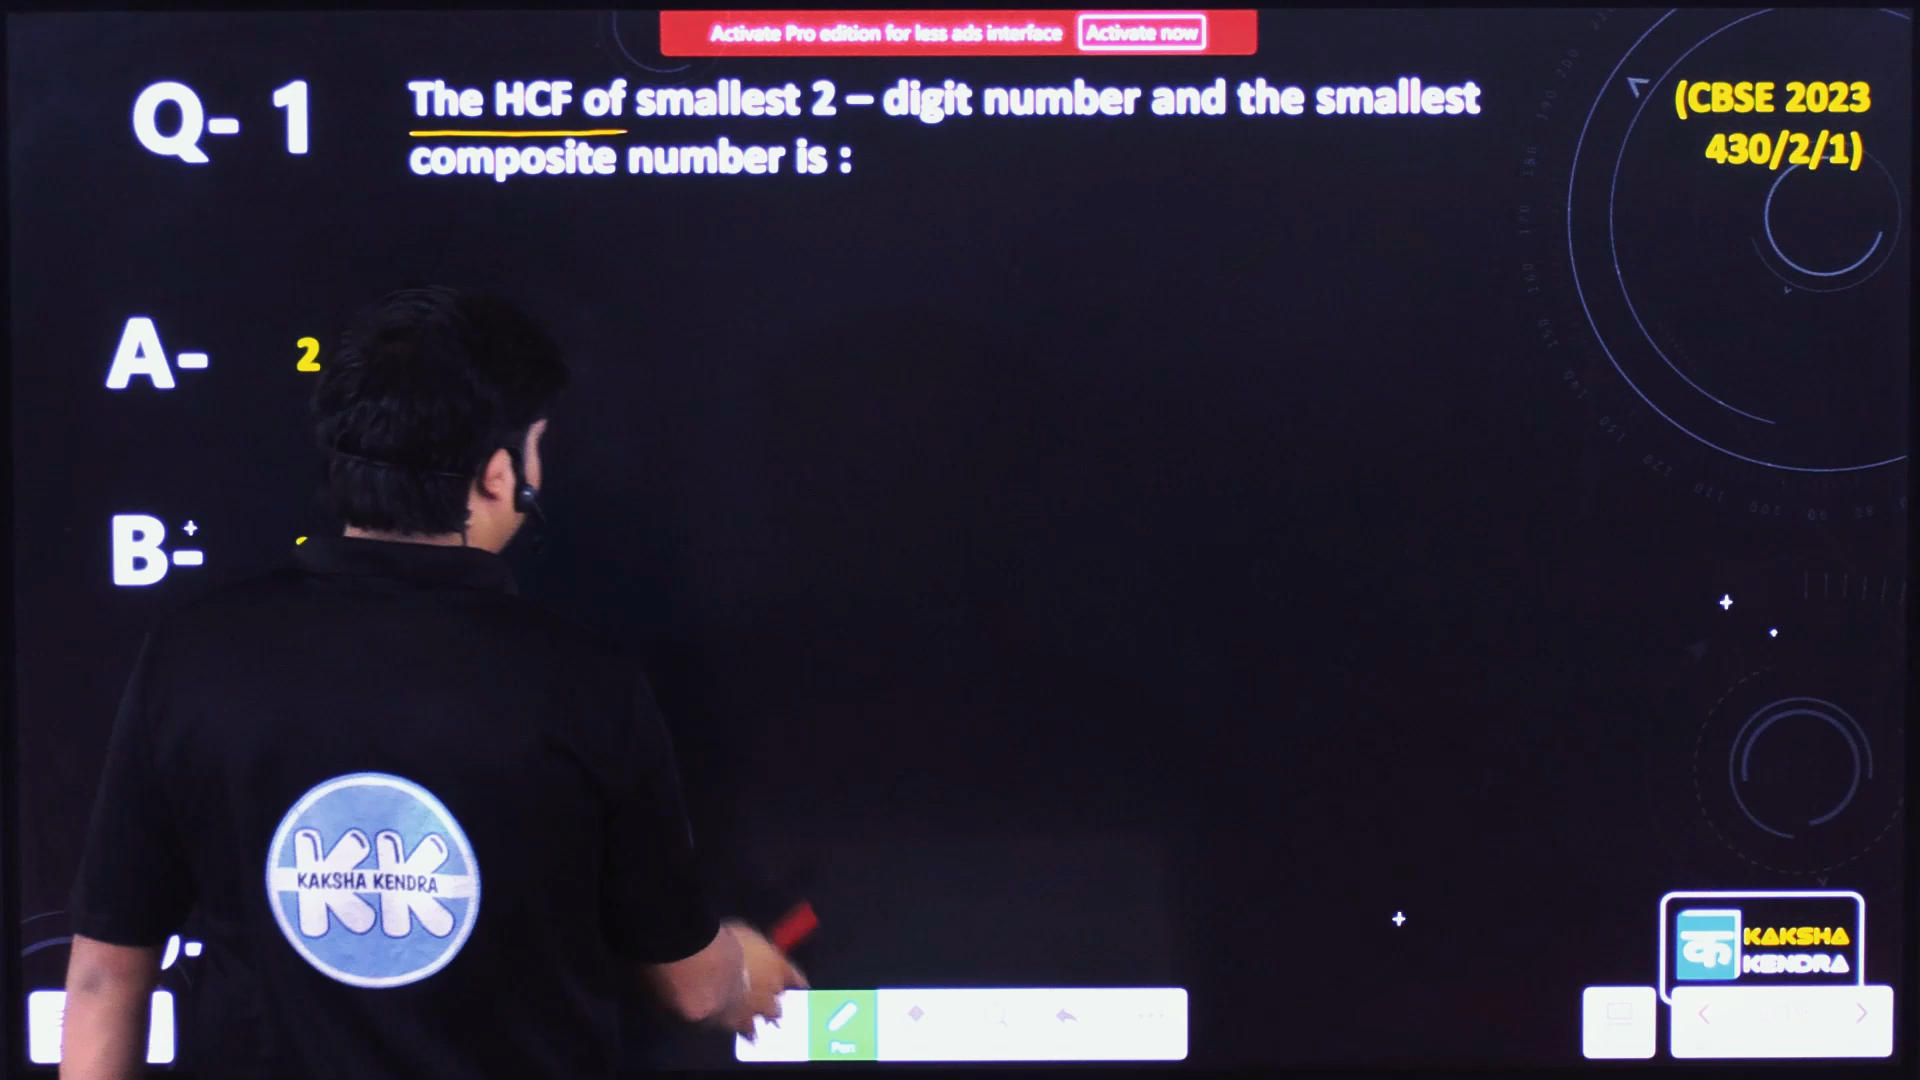 Activate Pro edition for less ads interface Activate now
Q- 1 The HCF of smallest 2 – digit number and the smallest
composite number is :
(CBSE 2023
430/2/1)
A- 2
B-
KK
KAKSHA KENDRA
Pen
क KAKSHA
KENDRA